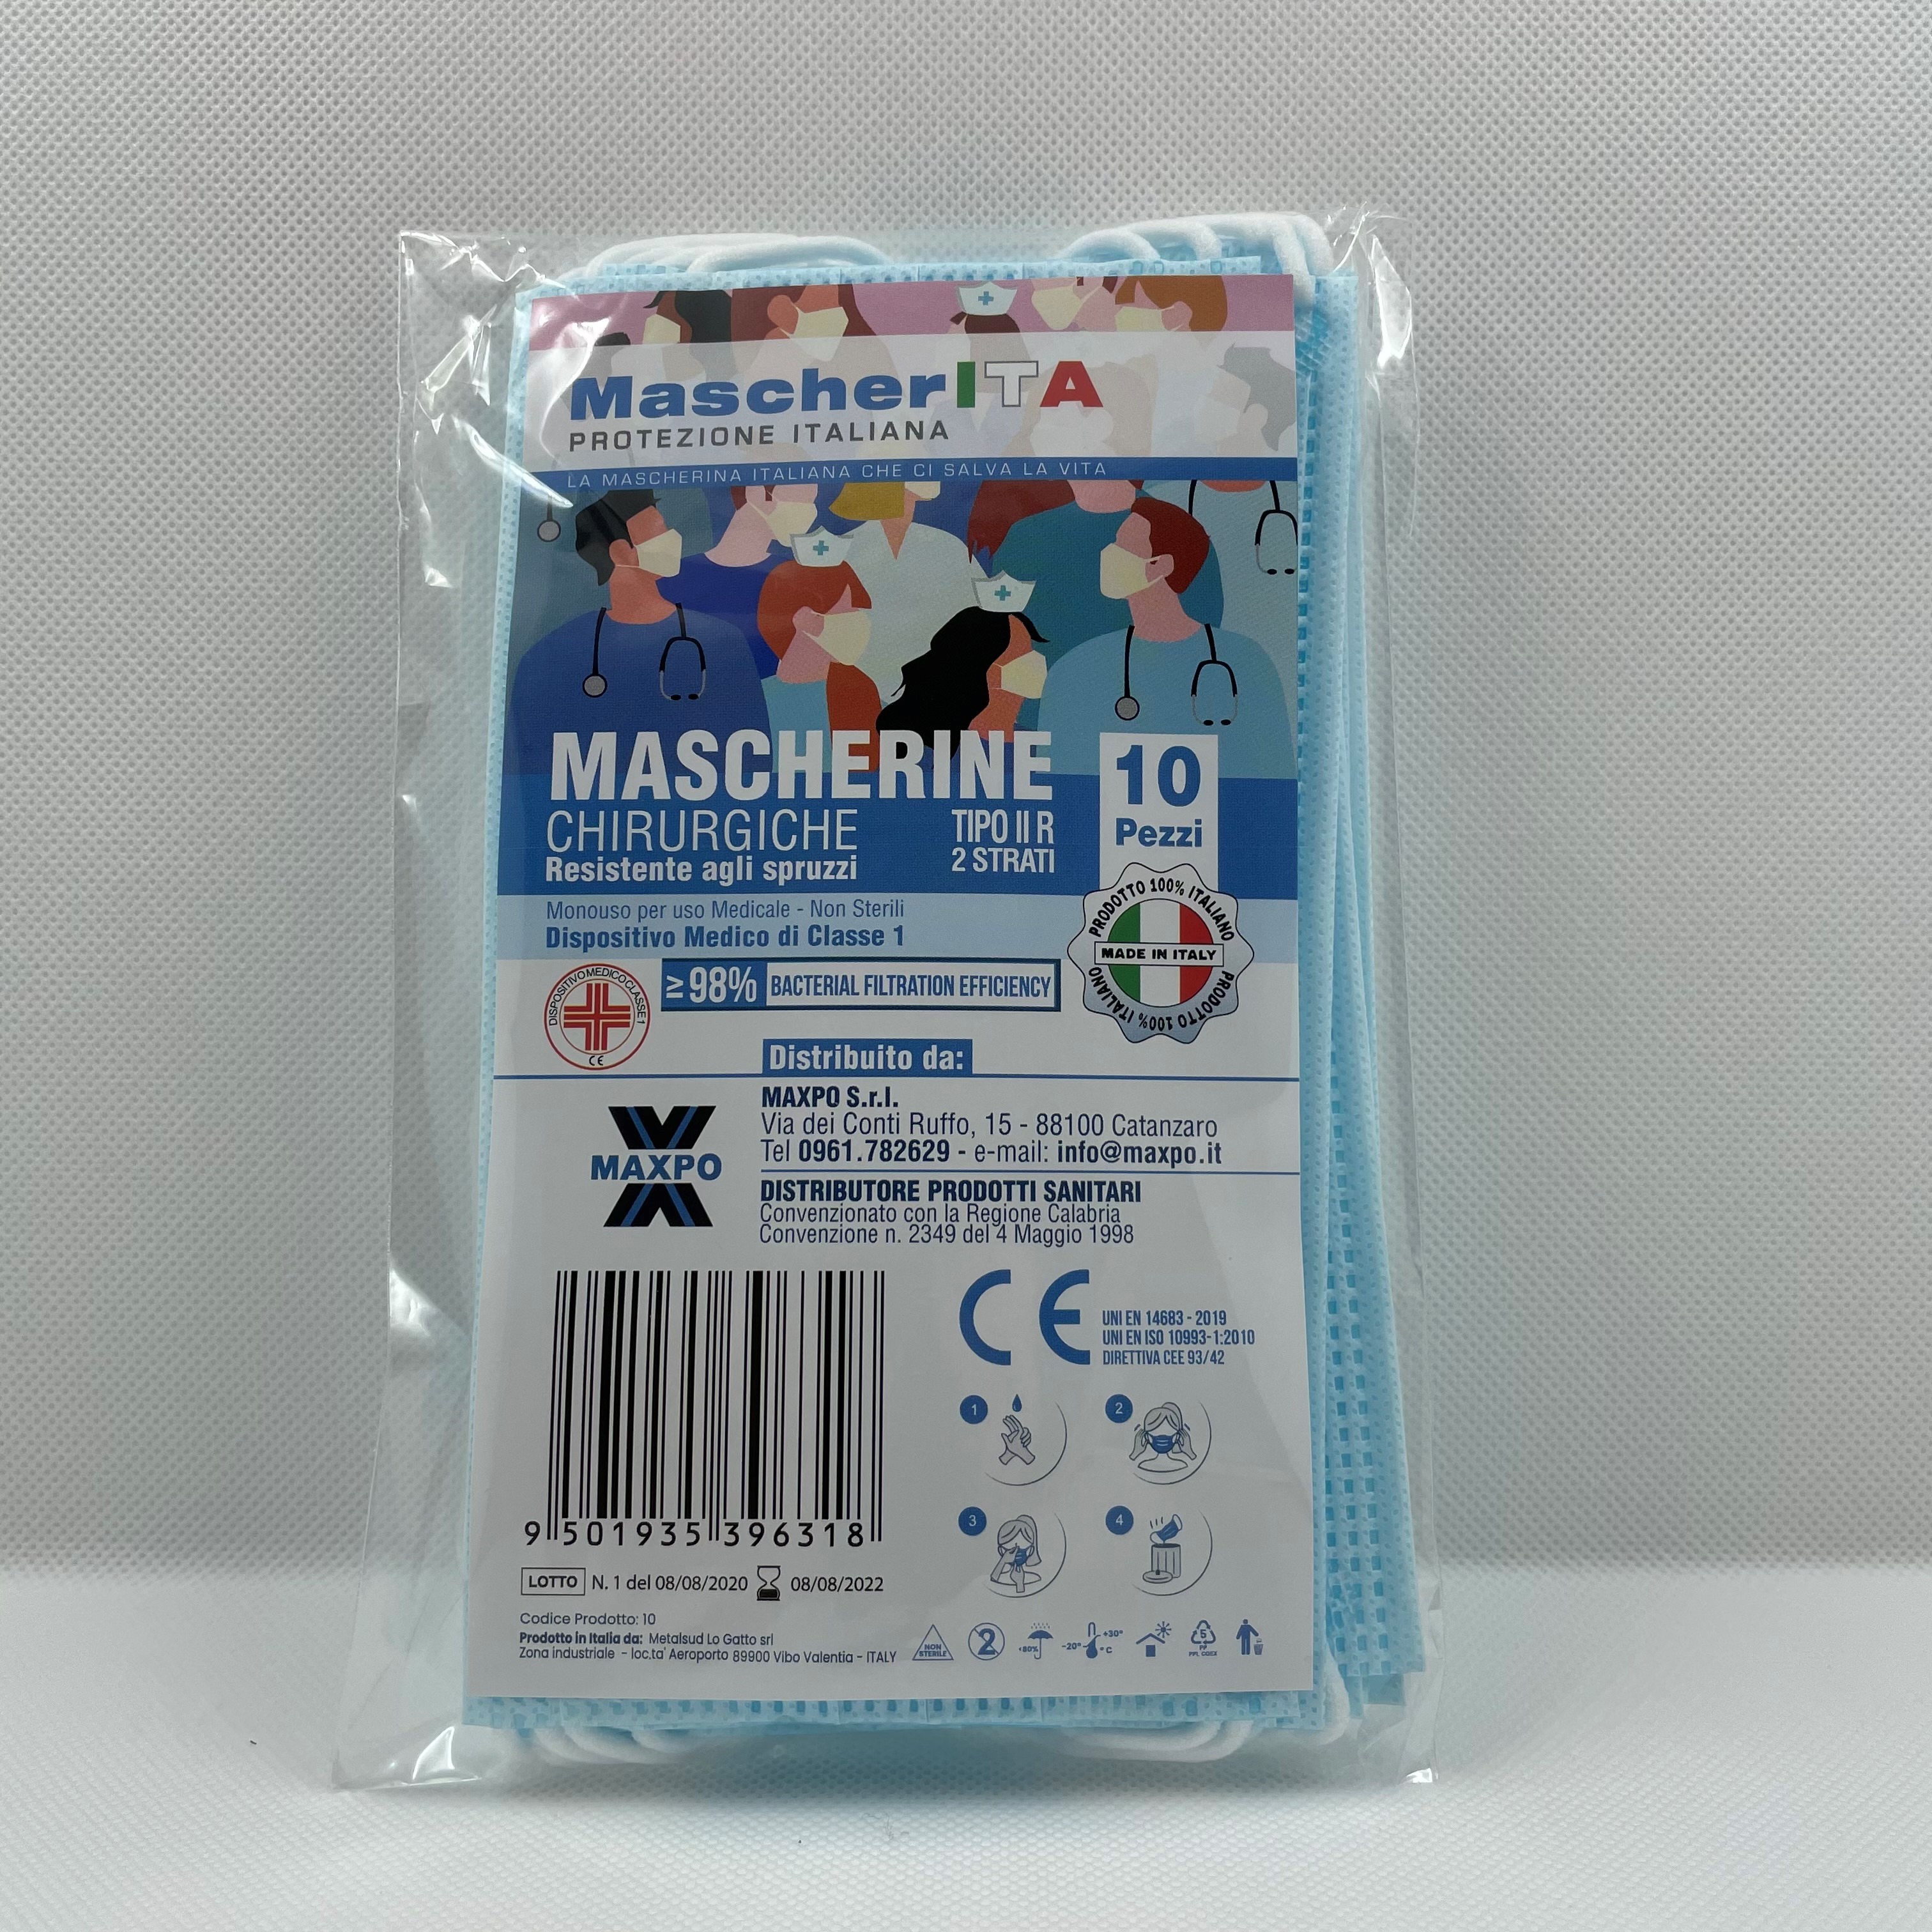 MascherITA
PROTEZIONE ITALIANA
LA MASCHERINA ITALIANA CHE CI SALVA LA VITA
MASCHERINE
CHIRURGICHE
Resistente agli spruzzi
TIPO II R
2 STRATI
10
Pezzi
Monouso per uso Medicale - Non Sterili
Dispositivo Medico di Classe 1
PRODOTTO 100% ITALIANO
MADE IN ITALY
PRODOTTO 100% ITALIANO
DISPOSITIVO MEDICO CLASSE 1
CE
≥98% BACTERIAL FILTRATION EFFICIENCY
Distribuito da:
MAXPO
MAXPO S.r.l.
Via dei Conti Ruffo, 15 - 88100 Catanzaro
Tel 0961.782629 - e-mail: info@maxpo.it
DISTRIBUTORE PRODOTTI SANITARI
Convenzionato con la Regione Calabria
Convenzione n. 2349 del 4 Maggio 1998
CE
UNI EN 14683 - 2019
UNI EN ISO 10993-1:2010
DIRETTIVA CEE 93/42
1
2
3
4
9 501935 396318
LOTTO N. 1 del 08/08/2020 08/08/2022
Codice Prodotto: 10
Prodotto in Italia da: Metalsud Lo Gatto srl
Zona industriale - loc.ta' Aeroporto 89900 Vibo Valentia - ITALY
NON
STERILE
2
<80%
-20°
+30°
°C
5
PP